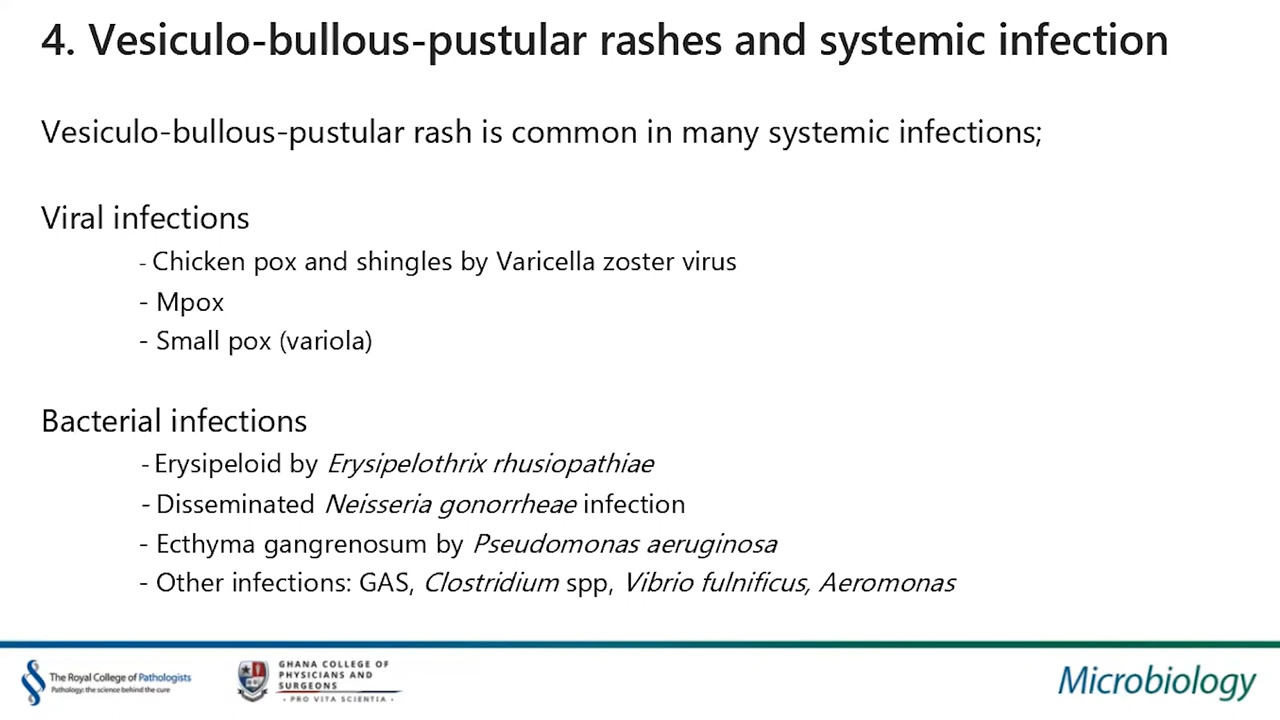 4. Vesiculo-bullous-pustular rashes and systemic infection
Vesiculo-bullous-pustular rash is common in many systemic infections;
Viral infections
- Chicken pox and shingles by Varicella zoster virus
- Mpox
- Small pox (variola)
Bacterial infections
- Erysipeloid by Erysipelothrix rhusiopathiae
- Disseminated Neisseria gonorrheae infection
- Ecthyma gangrenosum by Pseudomonas aeruginosa
- Other infections: GAS, Clostridium spp, Vibrio fulnificus, Aeromonas
The Royal College of Pathologists
Pathology: the science behind the cure
GHANA COLLEGE OF
PHYSICIANS AND
SURGEONS
- PRO VITA SCIENTIA -
Microbiology